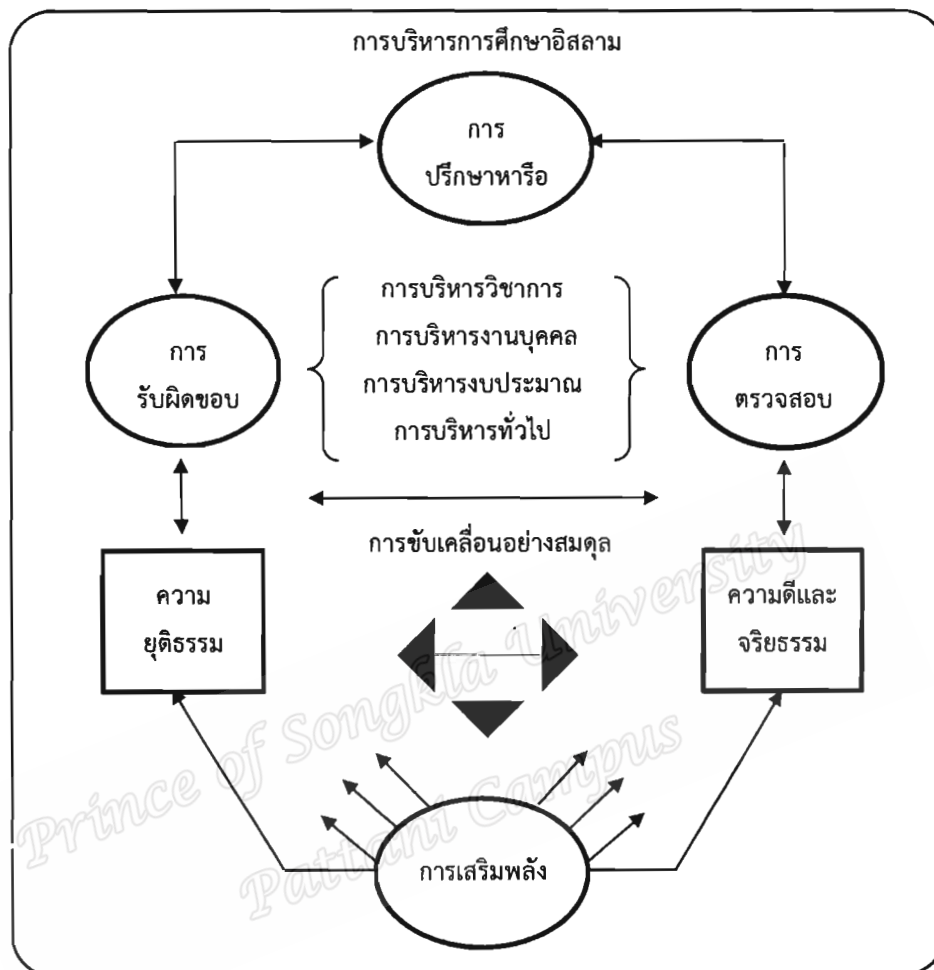 การบริหารการศึกษาอิสลาม
การ
ปรึกษาหารือ
การบริหารวิชาการ
การบริหารงานบุคคล
การบริหารงบประมาณ
การบริหารทั่วไป
การ
รับผิดขอบ
การ
ตรวจสอบ
การขับเคลื่อนอย่างสมดุล
ความ
ยุติธรรม
ความดีและ
จริยธรรม
การเสริมพลัง
Prince of Songkla University
Pattani Campus